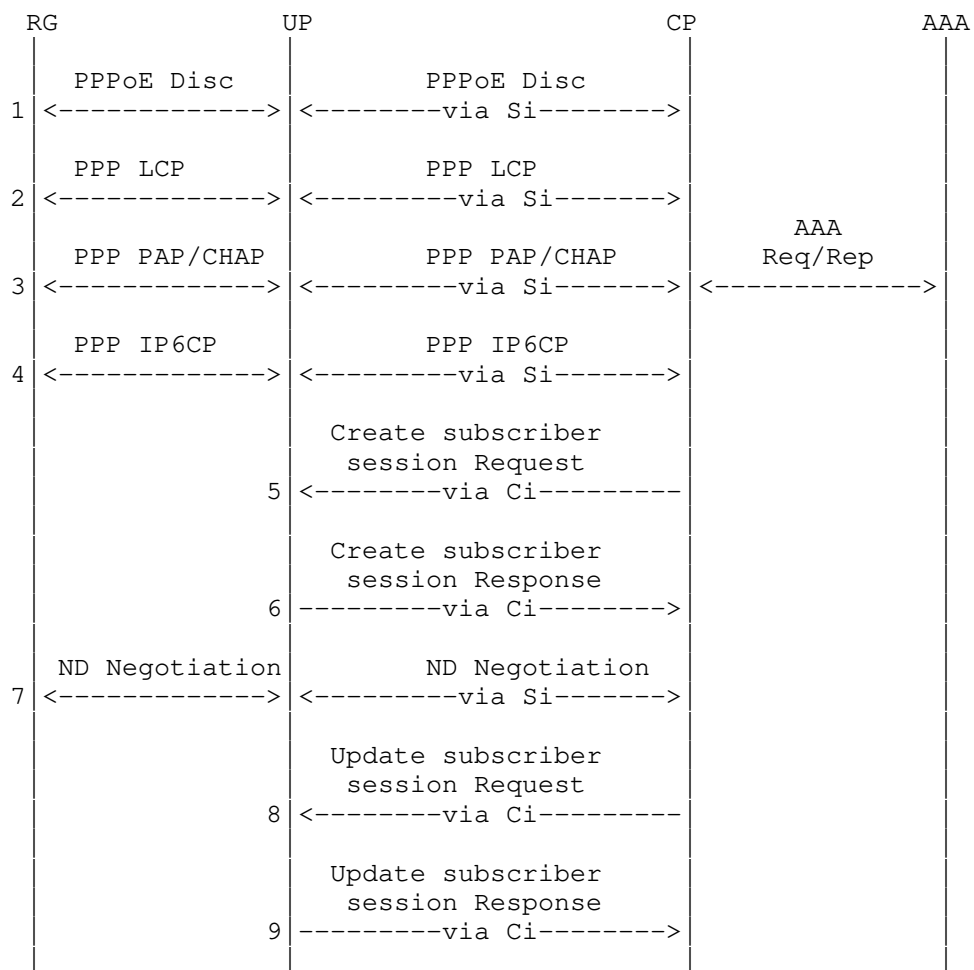 RG UP CP AAA
PPPoE Disc PPPoE Disc
1 |<------------->|<--------via Si-------->|
PPP LCP PPP LCP
2 |<------------->|<---------via Si------->|
AAA
PPP PAP/CHAP PPP PAP/CHAP Req/Rep
3 |<------------->|<---------via Si------->|<------------->
PPP IP6CP PPP IP6CP
4 |<------------->|<---------via Si------->|
Create subscriber
session Request
5 |<--------via Ci---------|
Create subscriber
session Response
6 |---------via Ci-------->|
ND Negotiation ND Negotiation
7 |<------------->|<---------via Si------->|
Update subscriber
session Request
8 |<--------via Ci---------|
Update subscriber
session Response
9 |---------via Ci-------->|